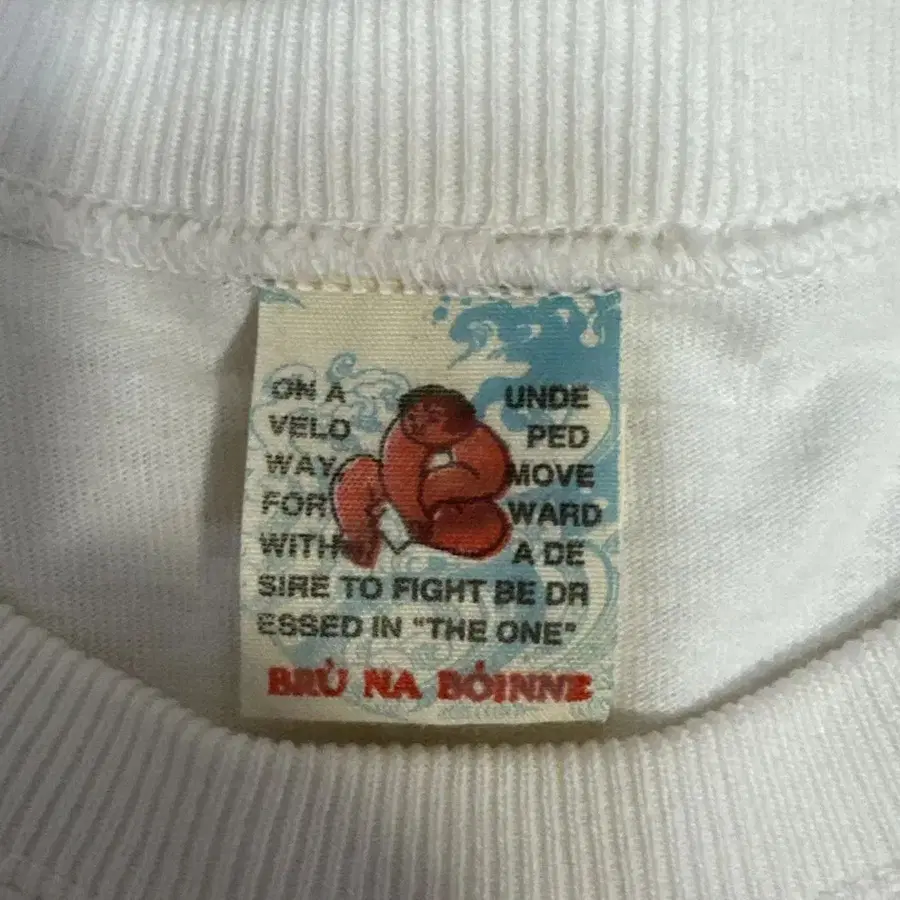 ON A UNDE
VELO PED
WAY, MOVE
FOR WARD
WITH A DE
SIRE TO FIGHT BE DR
ESSED IN "THE ONE"
BRÙ NA BÓINNE